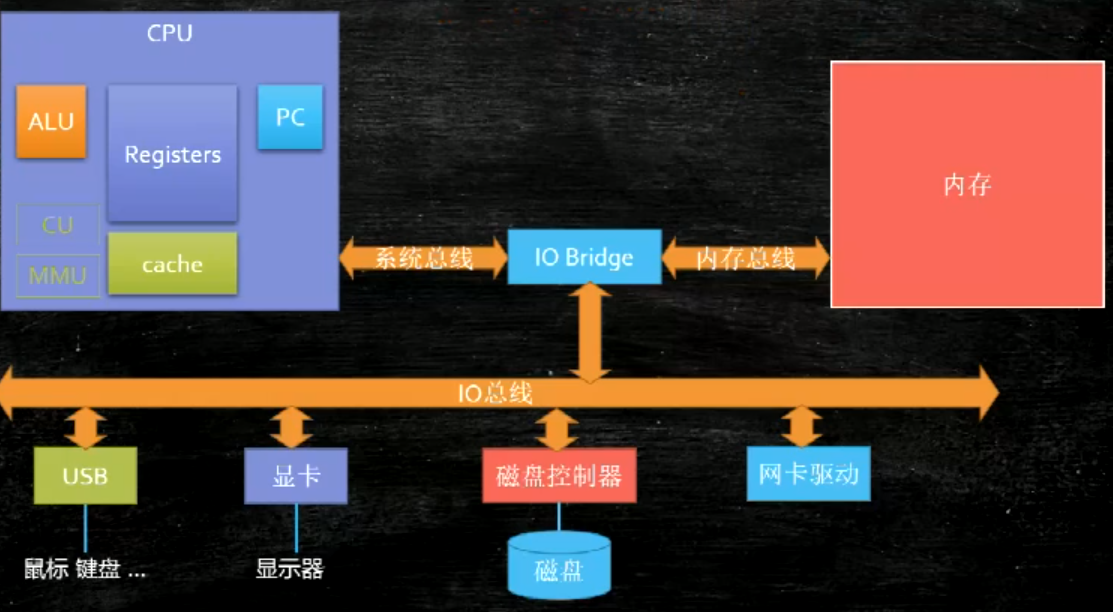 CPU
ALU
Registers
PC
CU
MMU
cache
系统总线
IO Bridge
内存总线
内存
IO总线
USB
显卡
磁盘控制器
网卡驱动
鼠标 键盘 ...
显示器
磁盘